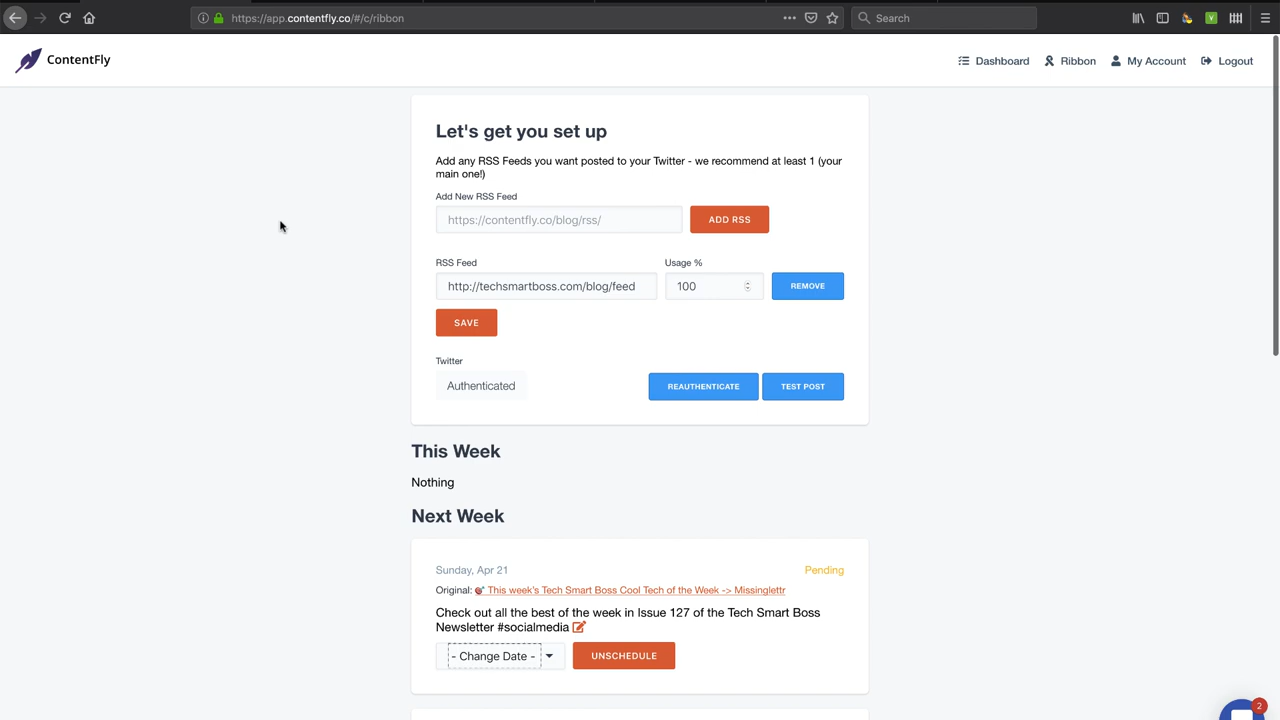 https://app.contentfly.co/#/c/ribbon
Search
ContentFly
Dashboard
Ribbon
My Account
Logout
Let's get you set up
Add any RSS Feeds you want posted to your Twitter - we recommend at least 1 (your
main one!)
Add New RSS Feed
https://contentfly.co/blog/rss/
ADD RSS
RSS Feed
Usage %
http://techsmartboss.com/blog/feed
100
REMOVE
SAVE
Twitter
Authenticated
REAUTHENTICATE
TEST POST
This Week
Nothing
Next Week
Sunday, Apr 21
Pending
Original: This week's Tech Smart Boss Cool Tech of the Week -> Missinglettr
Check out all the best of the week in Issue 127 of the Tech Smart Boss
Newsletter #socialmedia
- Change Date -
UNSCHEDULE
2